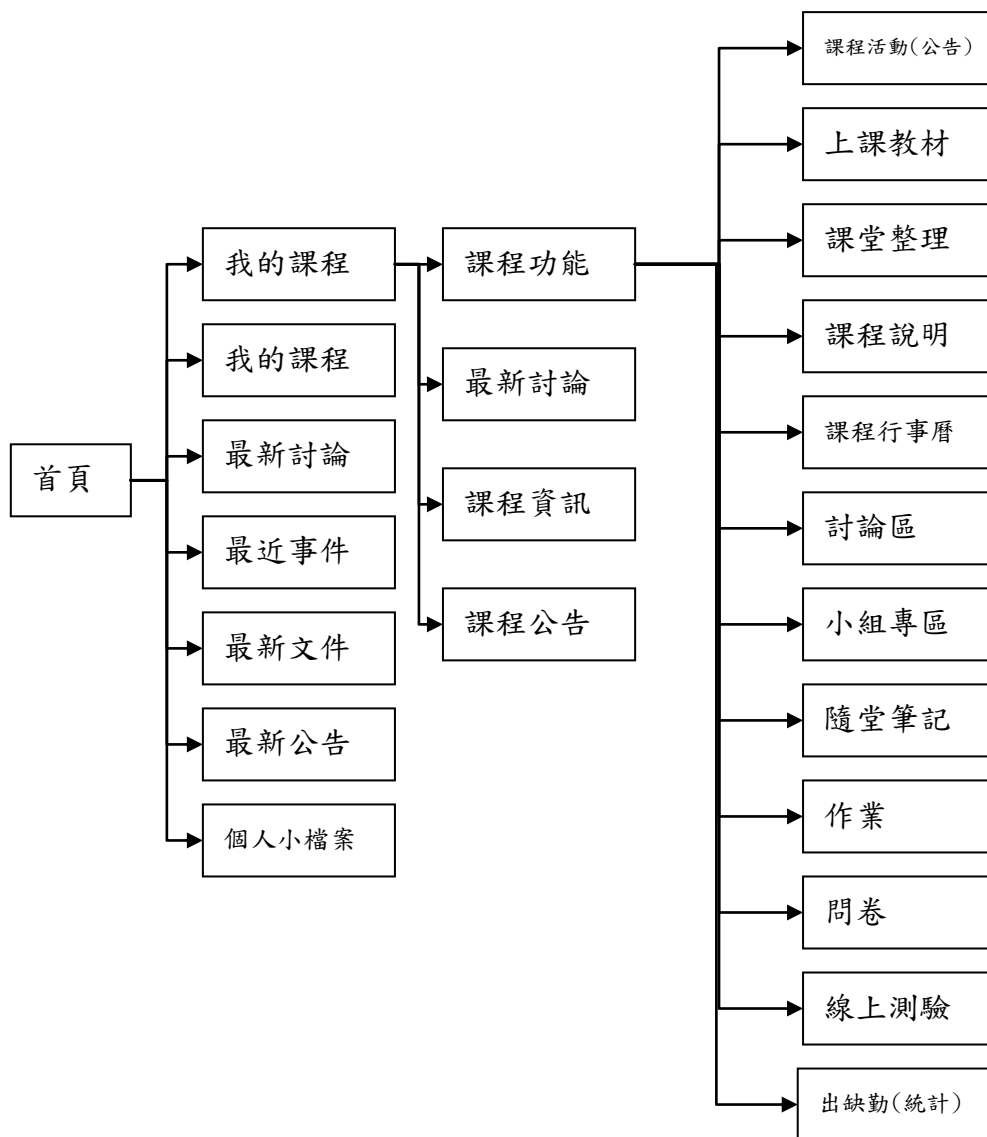 首頁
我的課程
我的課程
最新討論
最近事件
最新文件
最新公告
個人小檔案
課程功能
最新討論
課程資訊
課程公告
課程活動(公告)
上課教材
課堂整理
課程說明
課程行事曆
討論區
小組專區
隨堂筆記
作業
問卷
線上測驗
出缺勤(統計)